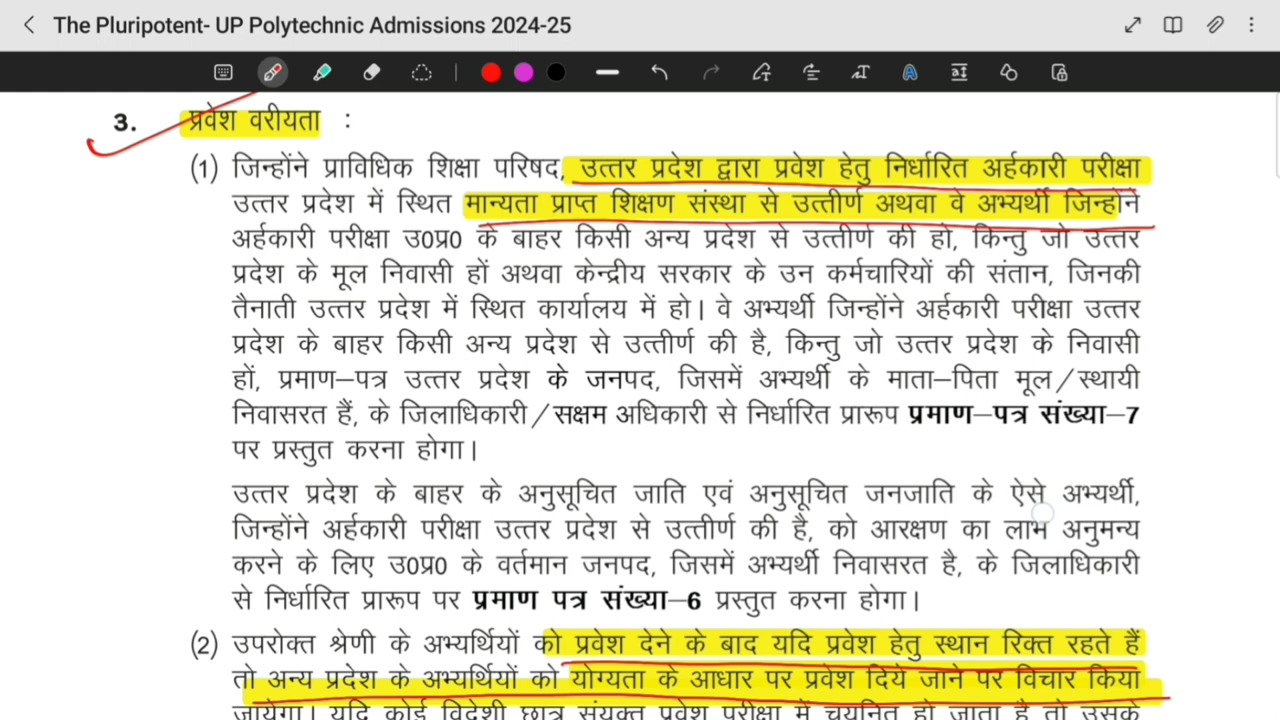 The Pluripotent- UP Polytechnic Admissions 2024-25
3. प्रवेश वरीयता :
(1) जिन्होंने प्राविधिक शिक्षा परिषद, उत्तर प्रदेश द्वारा प्रवेश हेतु निर्धारित अर्हकारी परीक्षा
उत्तर प्रदेश में स्थित मान्यता प्राप्त शिक्षण संस्था से उत्तीर्ण अथवा वे अभ्यर्थी जिन्होंने
अर्हकारी परीक्षा उ0प्र0 के बाहर किसी अन्य प्रदेश से उत्तीर्ण की हो, किन्तु जो उत्तर
प्रदेश के मूल निवासी हों अथवा केन्द्रीय सरकार के उन कर्मचारियों की संतान, जिनकी
तैनाती उत्तर प्रदेश में स्थित कार्यालय में हो। वे अभ्यर्थी जिन्होंने अर्हकारी परीक्षा उत्तर
प्रदेश के बाहर किसी अन्य प्रदेश से उत्तीर्ण की है, किन्तु जो उत्तर प्रदेश के निवासी
हों, प्रमाण–पत्र उत्तर प्रदेश के जनपद, जिसमें अभ्यर्थी के माता–पिता मूल/स्थायी
निवासरत हैं, के जिलाधिकारी/सक्षम अधिकारी से निर्धारित प्रारूप प्रमाण–पत्र संख्या–7
पर प्रस्तुत करना होगा।
उत्तर प्रदेश के बाहर के अनुसूचित जाति एवं अनुसूचित जनजाति के ऐसे अभ्यर्थी,
जिन्होंने अर्हकारी परीक्षा उत्तर प्रदेश से उत्तीर्ण की है, को आरक्षण का लाभ अनुमन्य
करने के लिए उ0प्र0 के वर्तमान जनपद, जिसमें अभ्यर्थी निवासरत है, के जिलाधिकारी
से निर्धारित प्रारूप पर प्रमाण पत्र संख्या–6 प्रस्तुत करना होगा।
(2) उपरोक्त श्रेणी के अभ्यर्थियों को प्रवेश देने के बाद यदि प्रवेश हेतु स्थान रिक्त रहते हैं
तो अन्य प्रदेश के अभ्यर्थियों को योग्यता के आधार पर प्रवेश दिये जाने पर विचार किया
जायेगा। यदि कोई विदेशी छात्र संयुक्त प्रवेश परीक्षा में चयनित हो जाता है तो उसके